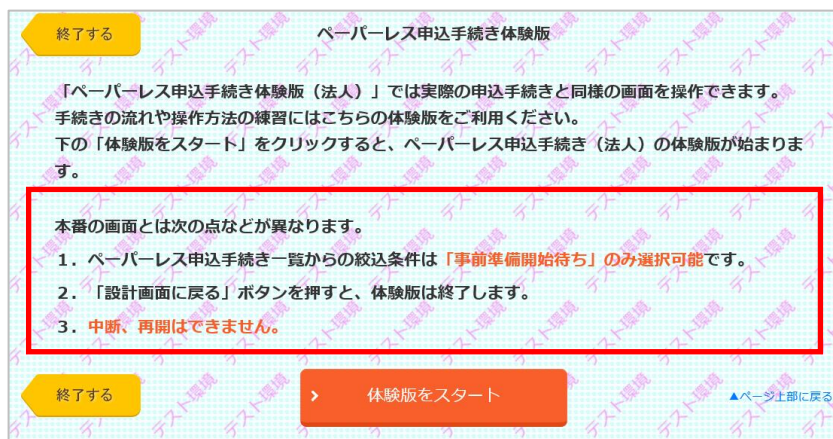 終了する
ペーパーレス申込手続き体験版
「ペーパーレス申込手続き体験版（法人）」では実際の申込手続きと同様の画面を操作できます。
手続きの流れや操作方法の練習にはこちらの体験版をご利用ください。
下の「体験版をスタート」をクリックすると、ペーパーレス申込手続き（法人）の体験版が始まりま
す。
本番の画面とは次の点などが異なります。
１．ペーパーレス申込手続き一覧からの絞込条件は「事前準備開始待ち」のみ選択可能です。
２．「設計画面に戻る」ボタンを押すと、体験版は終了します。
３．中断、再開はできません。
終了する
体験版をスタート
▲ページ上部に戻る
テスト環境